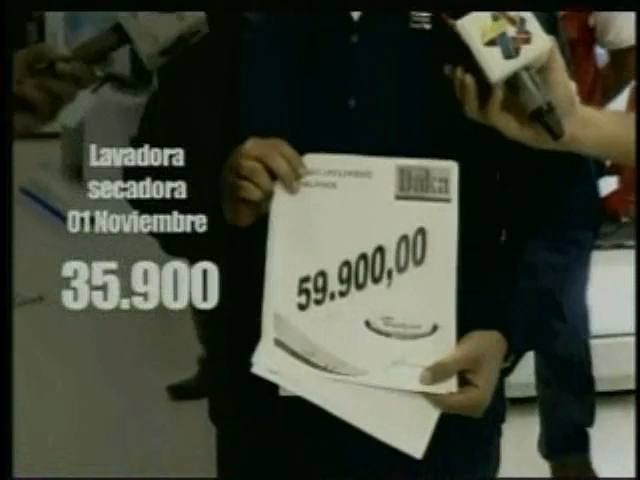 Lavadora
secadora
01 Noviembre
35.900
Daka
59.900,00